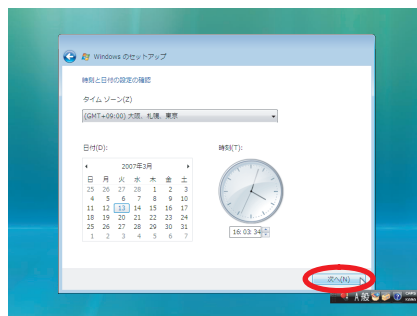 Windows のセットアップ
時刻と日付の設定の確認
タイム ゾーン(Z)
(GMT+09:00) 大阪、札幌、東京
日付(D):
時刻(T):
2007年3月
日 月 火 水 木 金 土
25 26 27 28 1 2 3
4 5 6 7 8 9 10
11 12 13 14 15 16 17
18 19 20 21 22 23 24
25 26 27 28 29 30 31
1 2 3 4 5 6 7
16:03:34
次へ(N)
A 般
CAPS
KANA